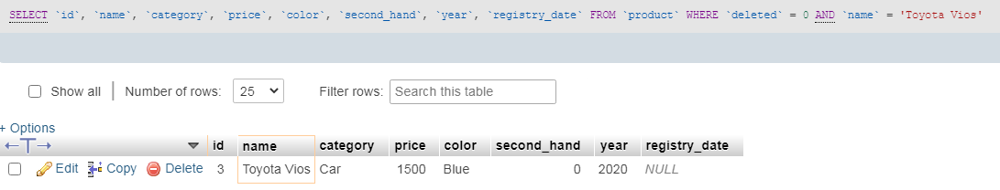 SELECT `id`, `name`, `category`, `price`, `color`, `second_hand`, `year`, `registry_date` FROM `product` WHERE `deleted` = 0 AND `name` = 'Toyota Vios'
Show all Number of rows: 25 Filter rows: Search this table
+ Options
←T→ id name category price color second_hand year registry_date
Edit Copy Delete 3 Toyota Vios Car 1500 Blue 0 2020 NULL